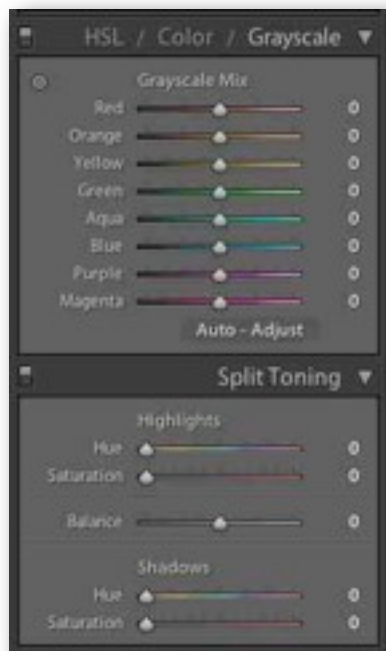 HSL / Color / Grayscale ▼
Grayscale Mix
Red 0
Orange 0
Yellow 0
Green 0
Aqua 0
Blue 0
Purple 0
Magenta 0
Auto - Adjust
Split Toning ▼
Highlights
Hue 0
Saturation 0
Balance 0
Shadows
Hue 0
Saturation 0